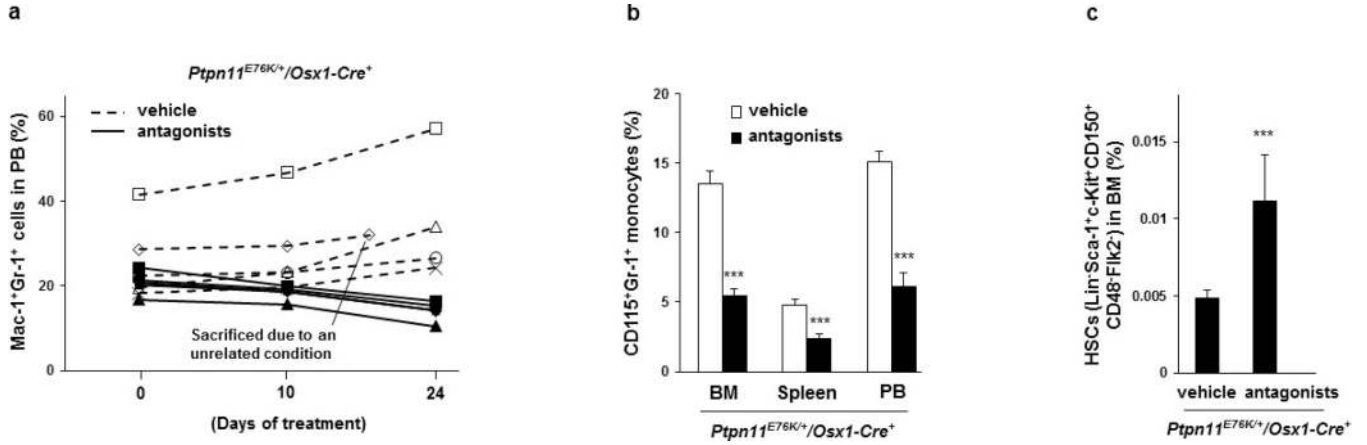 a
Ptpn11E76K/+/Osx1-Cre+
Mac-1+Gr-1+ cells in PB (%)
vehicle
antagonists
60
40
20
0
Sacrificed due to an
unrelated condition
0 10 24
(Days of treatment)
b
CD115+Gr-1+ monocytes (%)
20
15
10
5
0
vehicle
antagonists
***
***
***
BM Spleen PB
Ptpn11E76K/+/Osx1-Cre+
c
HSCs (Lin-Sca-1+c-Kit+CD150+
CD48-Flk2-) in BM (%)
0.015
0.01
0.005
0
***
vehicle antagonists
Ptpn11E76K/+/Osx1-Cre+